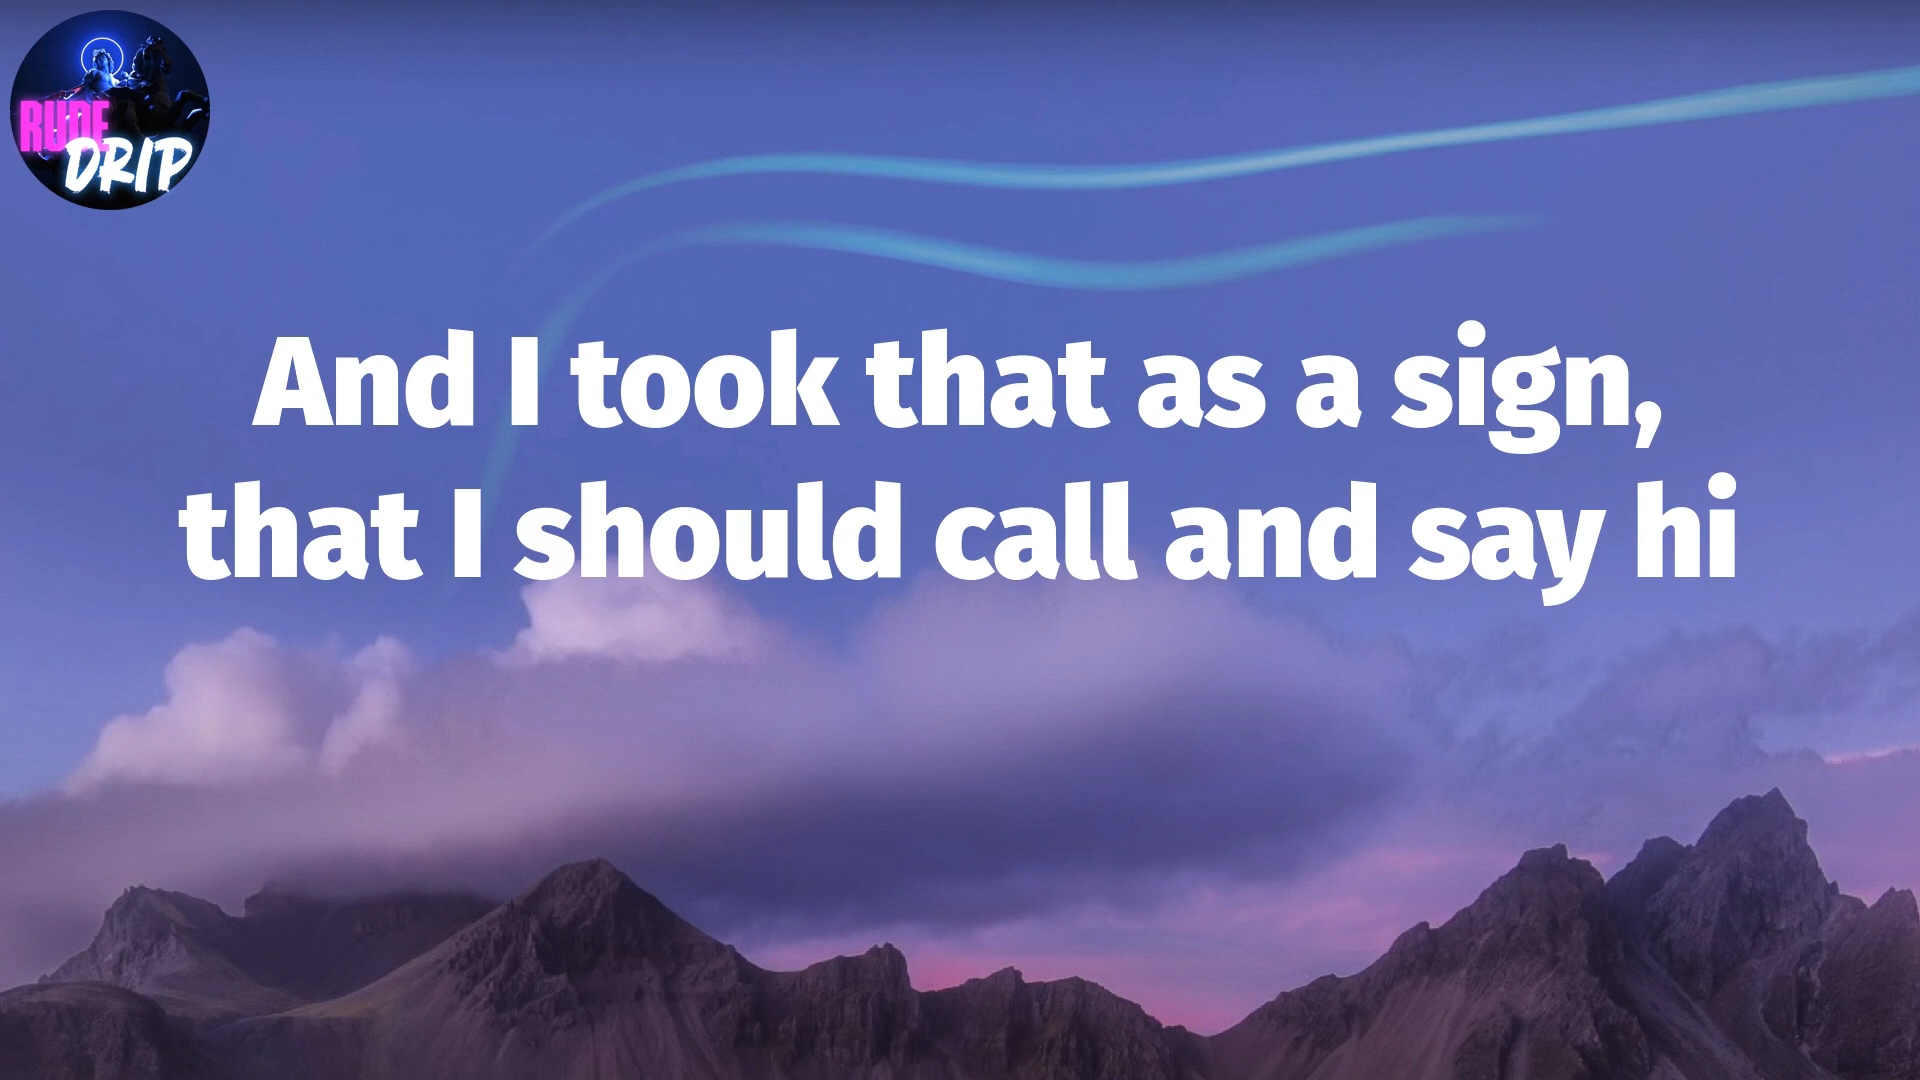 RUDE
DRIP
And I took that as a sign,
that I should call and say hi